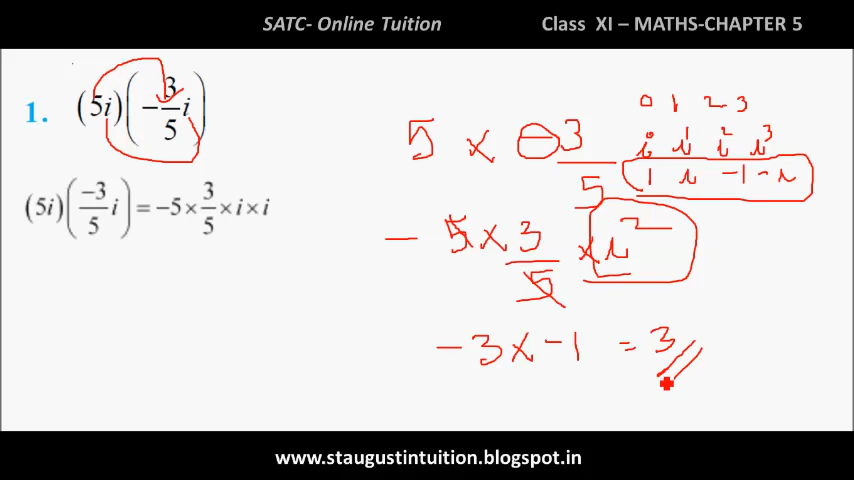 SATC- Online Tuition Class XI – MATHS-CHAPTER 5
1. (5i)(-3/5 i)
(5i)(-3/5 i) = -5 × 3/5 × i × i
0 1 2 3
i⁰ i¹ i² i³
1 i -1 -i
5 × -3/5
- 5 × 3/5 × i²
-3 × -1 = 3
www.staugustintuition.blogspot.in